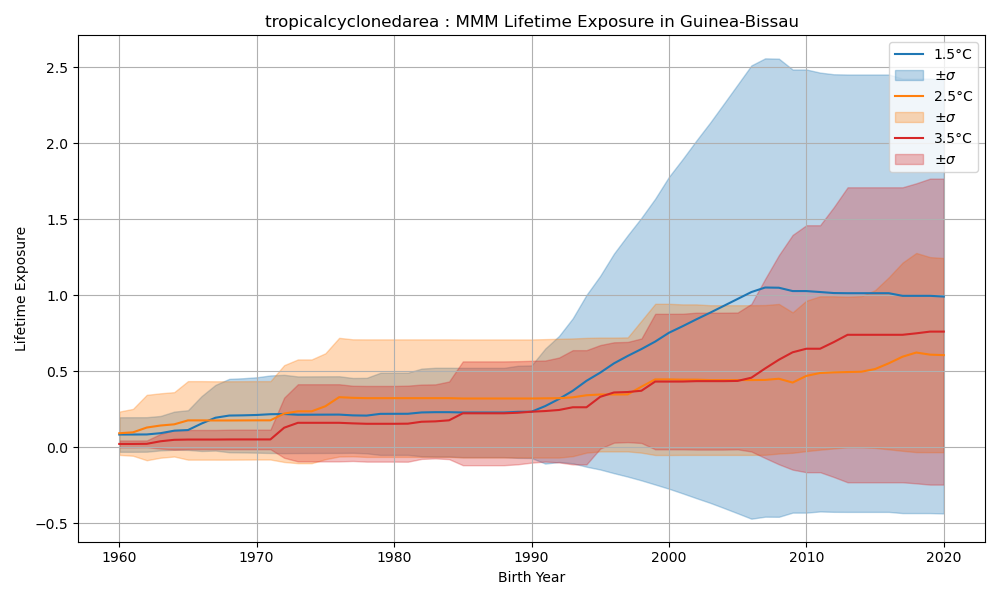 tropicalcyclonedarea : MMM Lifetime Exposure in Guinea-Bissau
1.5°C
±σ
2.5°C
±σ
3.5°C
±σ
2.5
2.0
1.5
1.0
0.5
0.0
−0.5
Lifetime Exposure
1960 1970 1980 1990 2000 2010 2020
Birth Year